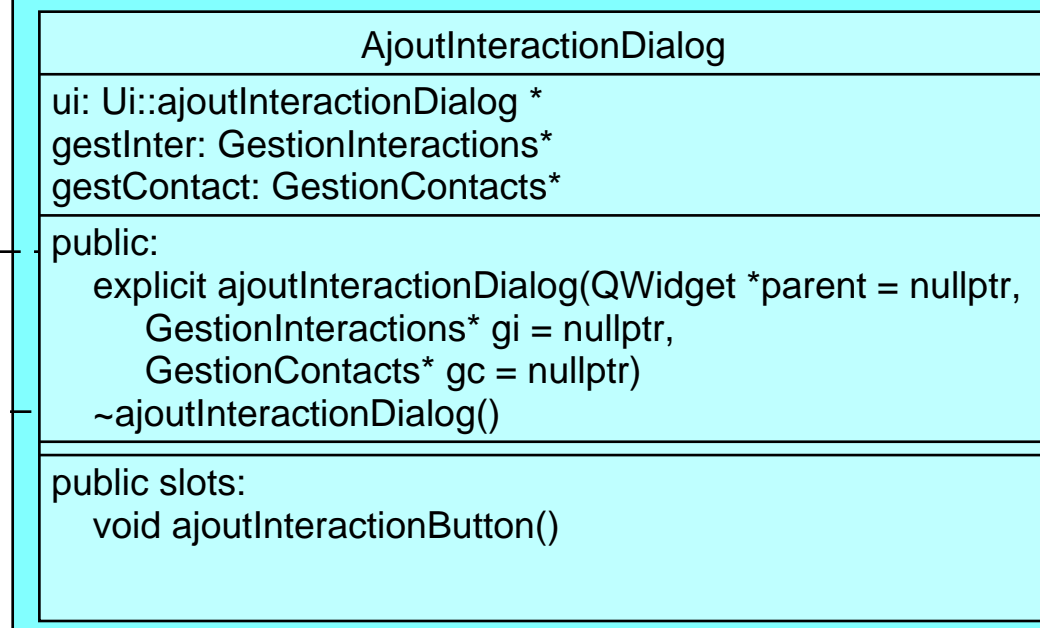 AjoutInteractionDialog
ui: Ui::ajoutInteractionDialog *
gestInter: GestionInteractions*
gestContact: GestionContacts*
public:
explicit ajoutInteractionDialog(QWidget *parent = nullptr,
GestionInteractions* gi = nullptr,
GestionContacts* gc = nullptr)
~ajoutInteractionDialog()
public slots:
void ajoutInteractionButton()